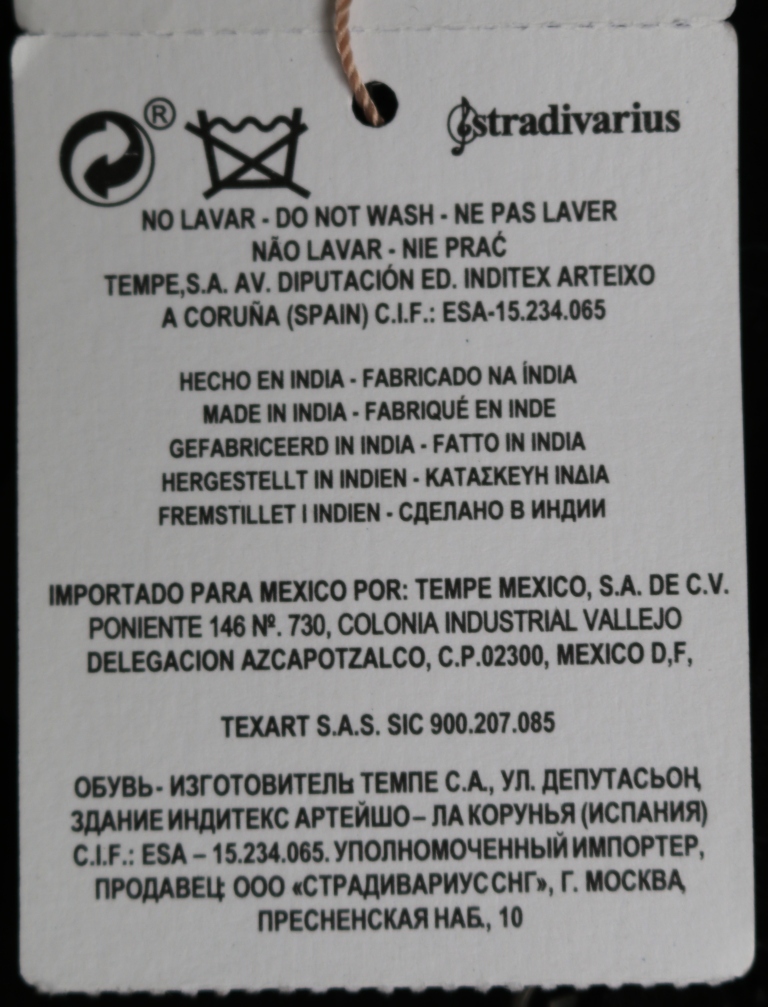 ®
stradivarius
NO LAVAR - DO NOT WASH - NE PAS LAVER
NÃO LAVAR - NIE PRAĆ
TEMPE,S.A. AV. DIPUTACIÓN ED. INDITEX ARTEIXO
A CORUÑA (SPAIN) C.I.F.: ESA-15.234.065
HECHO EN INDIA - FABRICADO NA ÍNDIA
MADE IN INDIA - FABRIQUÉ EN INDE
GEFABRICEERD IN INDIA - FATTO IN INDIA
HERGESTELLT IN INDIEN - ΚΑΤΑΣΚΕΥΗ ΙΝΔΙΑ
FREMSTILLET I INDIEN - СДЕЛАНО В ИНДИИ
IMPORTADO PARA MEXICO POR: TEMPE MEXICO, S.A. DE C.V.
PONIENTE 146 Nº. 730, COLONIA INDUSTRIAL VALLEJO
DELEGACION AZCAPOTZALCO, C.P.02300, MEXICO D,F,
TEXART S.A.S. SIC 900.207.085
ОБУВЬ- ИЗГОТОВИТЕЛЬ: ТЕМПЕ С.А., УЛ. ДЕПУТАСЬОН,
ЗДАНИЕ ИНДИТЕКС АРТЕЙШО– ЛА КОРУНЬЯ (ИСПАНИЯ)
C.I.F.: ESA – 15.234.065. УПОЛНОМОЧЕННЫЙ ИМПОРТЕР,
ПРОДАВЕЦ: ООО «СТРАДИВАРИУС СНГ», Г. МОСКВА,
ПРЕСНЕНСКАЯ НАБ., 10